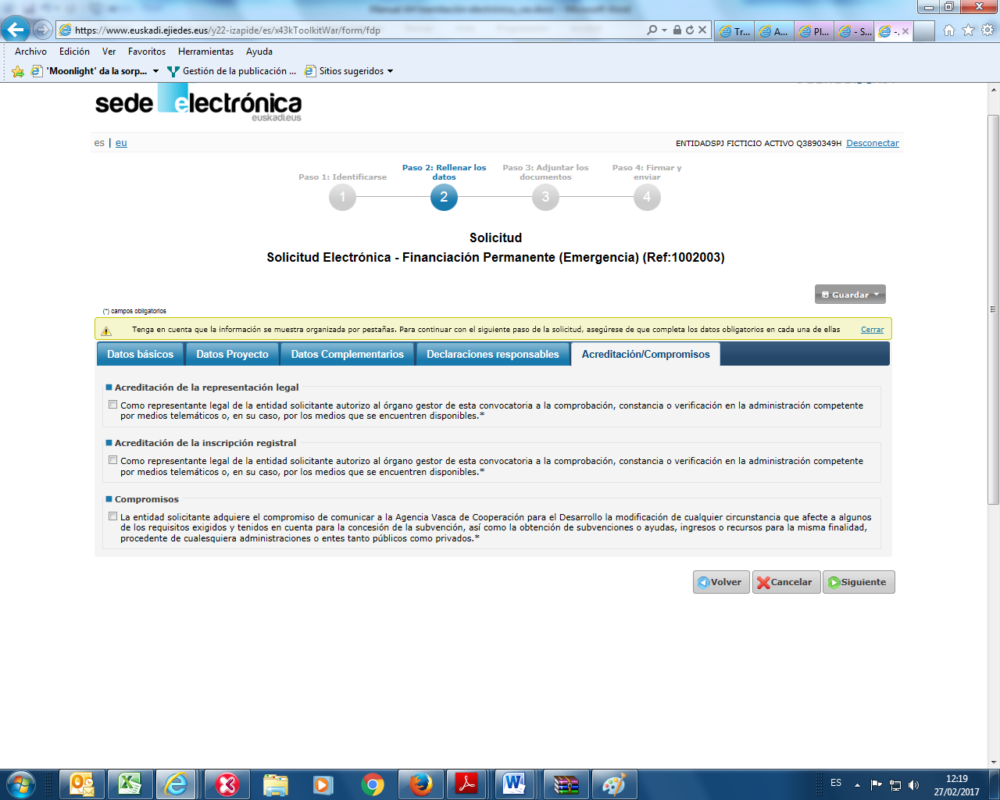 https://www.euskadi.ejiedes.eus/y22-izapide/es/x43kToolkitWar/form/fdp
Tr...
A...
Pl...
- S...
-.
Archivo Edición Ver Favoritos Herramientas Ayuda
'Moonlight' da la sorp... Gestión de la publicación ... Sitios sugeridos
sede electrónica
euskadi.eus
es | eu
ENTIDADSPJ FICTICIO ACTIVO Q3890349H Desconectar
Paso 1: Identificarse
Paso 2: Rellenar los datos
Paso 3: Adjuntar los documentos
Paso 4: Firmar y enviar
1 2 3 4
Solicitud
Solicitud Electrónica - Financiación Permanente (Emergencia) (Ref:1002003)
Guardar
(*) campos obligatorios
Tenga en cuenta que la información se muestra organizada por pestañas. Para continuar con el siguiente paso de la solicitud, asegúrese de que completa los datos obligatorios en cada una de ellas Cerrar
Datos básicos Datos Proyecto Datos Complementarios Declaraciones responsables Acreditación/Compromisos
Acreditación de la representación legal
Como representante legal de la entidad solicitante autorizo al órgano gestor de esta convocatoria a la comprobación, constancia o verificación en la administración competente
por medios telemáticos o, en su caso, por los medios que se encuentren disponibles.*
Acreditación de la inscripción registral
Como representante legal de la entidad solicitante autorizo al órgano gestor de esta convocatoria a la comprobación, constancia o verificación en la administración competente
por medios telemáticos o, en su caso, por los medios que se encuentren disponibles.*
Compromisos
La entidad solicitante adquiere el compromiso de comunicar a la Agencia Vasca de Cooperación para el Desarrollo la modificación de cualquier circunstancia que afecte a algunos
de los requisitos exigidos y tenidos en cuenta para la concesión de la subvención, así como la obtención de subvenciones o ayudas, ingresos o recursos para la misma finalidad,
procedente de cualesquiera administraciones o entes tanto públicos como privados.*
Volver Cancelar Siguiente
ES
12:19
27/02/2017